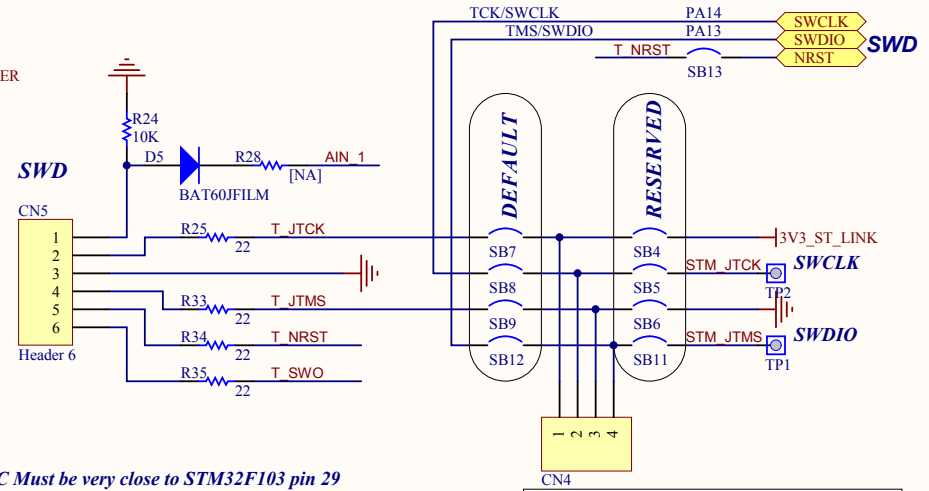 TCK/SWCLK PA14 SWCLK
TMS/SWDIO PA13 SWDIO
SWD
T_NRST SB13 NRST
ER
R24
10K
D5 R28 AIN_1
[NA]
BAT60JFILM
SWD
CN5
1
2
3
4
5
6
Header 6
R25 T_JTCK
22
R33 T_JTMS
22
R34 T_NRST
22
R35 T_SWO
22
DEFAULT
RESERVED
SB7 SB4 3V3_ST_LINK
SB8 SB5 STM_JTCK SWCLK
TP2
SB9 SB6
SB12 SB11 STM_JTMS SWDIO
TP1
1 2 3 4
CN4
C Must be very close to STM32F103 pin 29